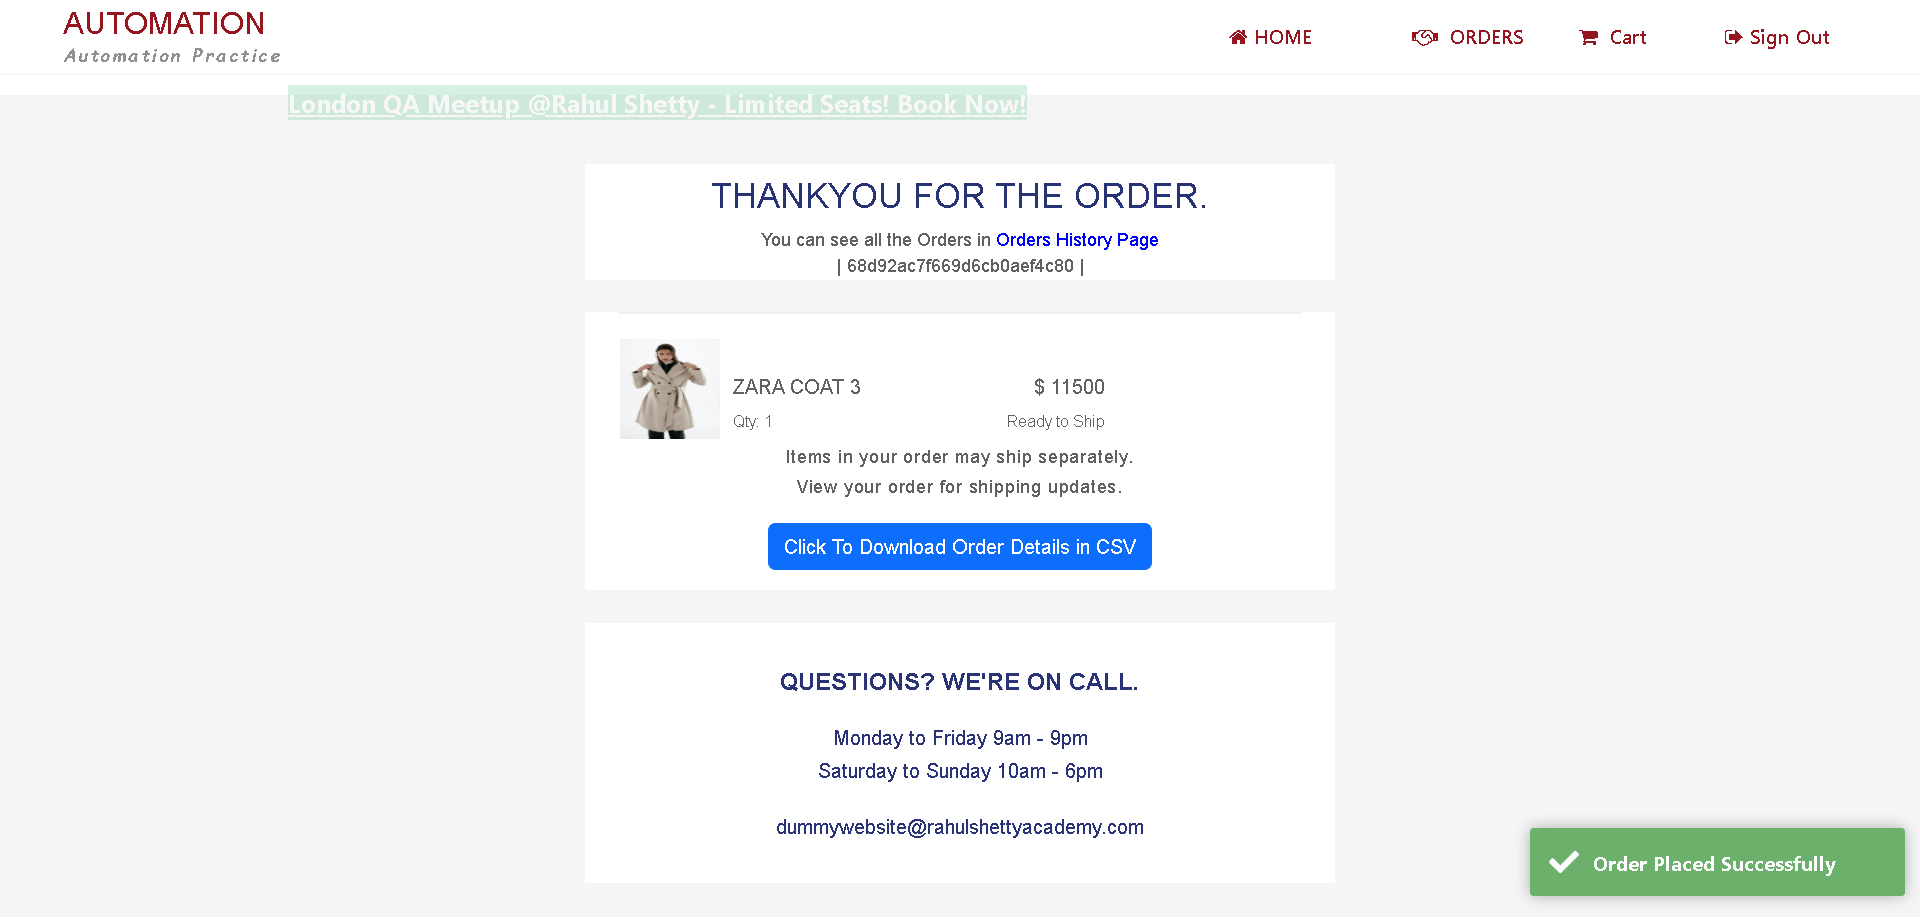 AUTOMATION
Automation Practice
HOME
ORDERS
Cart
Sign Out
London QA Meetup @Rahul Shetty - Limited Seats! Book Now!
THANKYOU FOR THE ORDER.
You can see all the Orders in Orders History Page
| 68d92ac7f669d6cb0aef4c80 |
ZARA COAT 3
$ 11500
Qty: 1
Ready to Ship
Items in your order may ship separately.
View your order for shipping updates.
Click To Download Order Details in CSV
QUESTIONS? WE'RE ON CALL.
Monday to Friday 9am - 9pm
Saturday to Sunday 10am - 6pm
dummywebsite@rahulshettyacademy.com
Order Placed Successfully